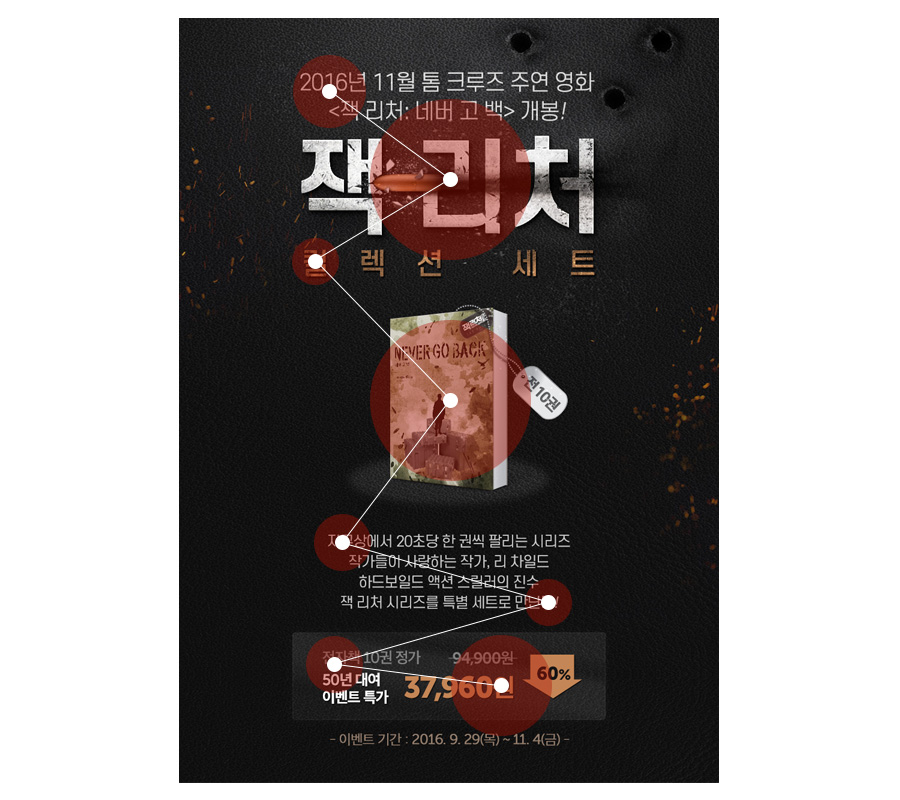 2016년 11월 톰 크루즈 주연 영화
<잭 리처: 네버 고 백> 개봉!
잭 리처
컬렉션 세트
NEVER GO BACK
전10권
지구상에서 20초당 한 권씩 팔리는 시리즈
작가들이 사랑하는 작가, 리 차일드
하드보일드 액션 스릴러의 진수
잭 리처 시리즈를 특별 세트로 만난다!
전자책 10권 정가 94,900원
50년 대여
이벤트 특가 37,960원 60%
- 이벤트 기간 : 2016. 9. 29(목) ~ 11. 4(금) -